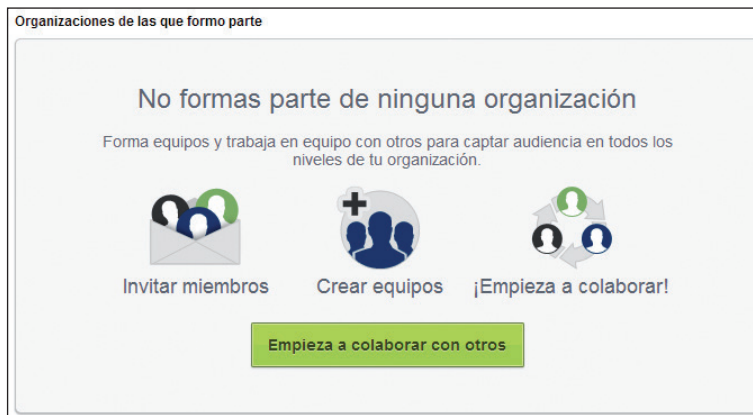 Organizaciones de las que formo parte
No formas parte de ninguna organización
Forma equipos y trabaja en equipo con otros para captar audiencia en todos los
niveles de tu organización.
Invitar miembros
Crear equipos
¡Empieza a colaborar!
Empieza a colaborar con otros